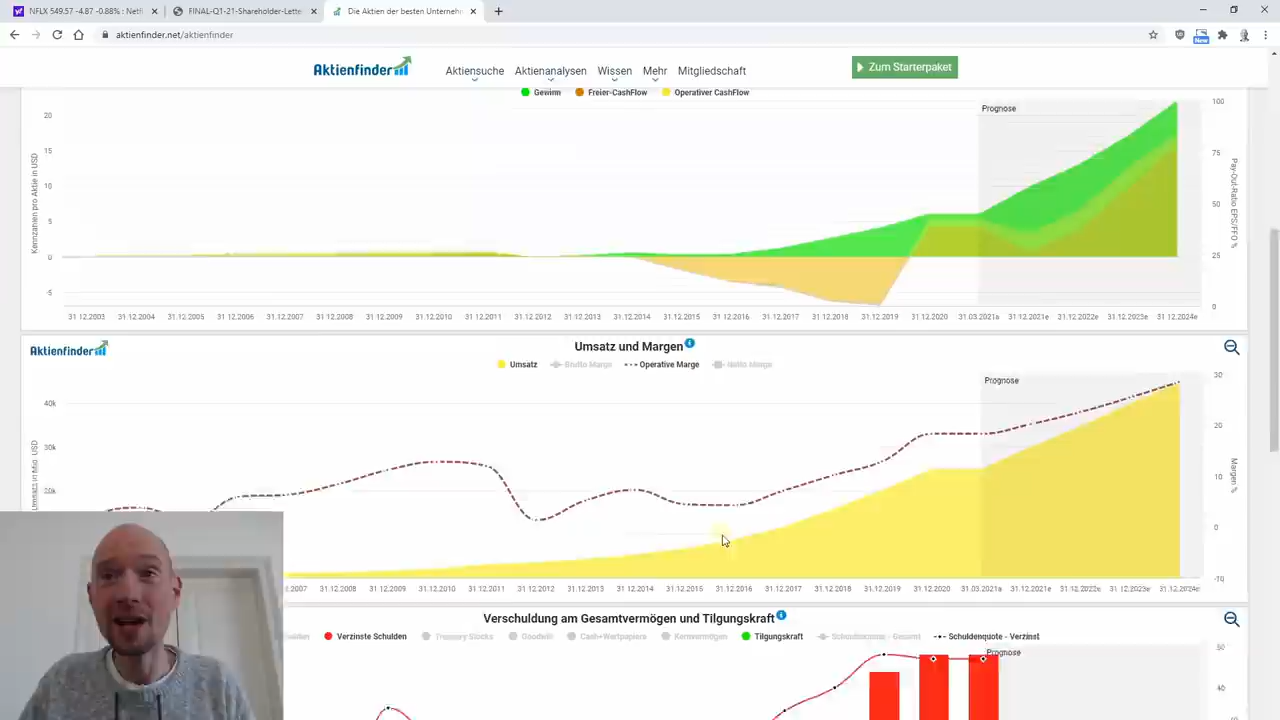 NFLX 549.57 -4.87 -0.88% : Netfl
FINAL-Q1-21-Shareholder-Lette
Die Aktien der besten Unternehm
aktienfinder.net/aktienfinder
New
Aktienfinder
Aktiensuche Aktienanalysen Wissen Mehr Mitgliedschaft
Zum Starterpaket
Gewinn Freier-CashFlow Operativer CashFlow
Prognose
Kennzahlen pro Aktie in USD
20
15
10
5
0
-5
100
75
50
25
0
Pay-Out-Ratio EPS/FFO %
31.12.2003 31.12.2004 31.12.2005 31.12.2006 31.12.2007 31.12.2008 31.12.2009 31.12.2010 31.12.2011 31.12.2012 31.12.2013 31.12.2014 31.12.2015 31.12.2016 31.12.2017 31.12.2018 31.12.2019 31.12.2020 31.03.2021a 31.12.2021e 31.12.2022e 31.12.2023e 31.12.2024e
Aktienfinder
Umsatz und Margen
Umsatz Brutto Marge Operative Marge Netto Marge
Prognose
Umsatz in Mio. USD
40k
30k
20k
30
20
10
0
-10
Margen %
2007 31.12.2008 31.12.2009 31.12.2010 31.12.2011 31.12.2012 31.12.2013 31.12.2014 31.12.2015 31.12.2016 31.12.2017 31.12.2018 31.12.2019 31.12.2020 31.03.2021a 31.12.2021e 31.12.2022e 31.12.2023e 31.12.2024e
Verschuldung am Gesamtvermögen und Tilgungskraft
Verzinste Schulden Treasury Stocks Goodwill Cash+Wertpapiere Kernvermögen Tilgungskraft Schuldenquote - Gesamt Schuldenquote - Verzinst
Prognose
50
40